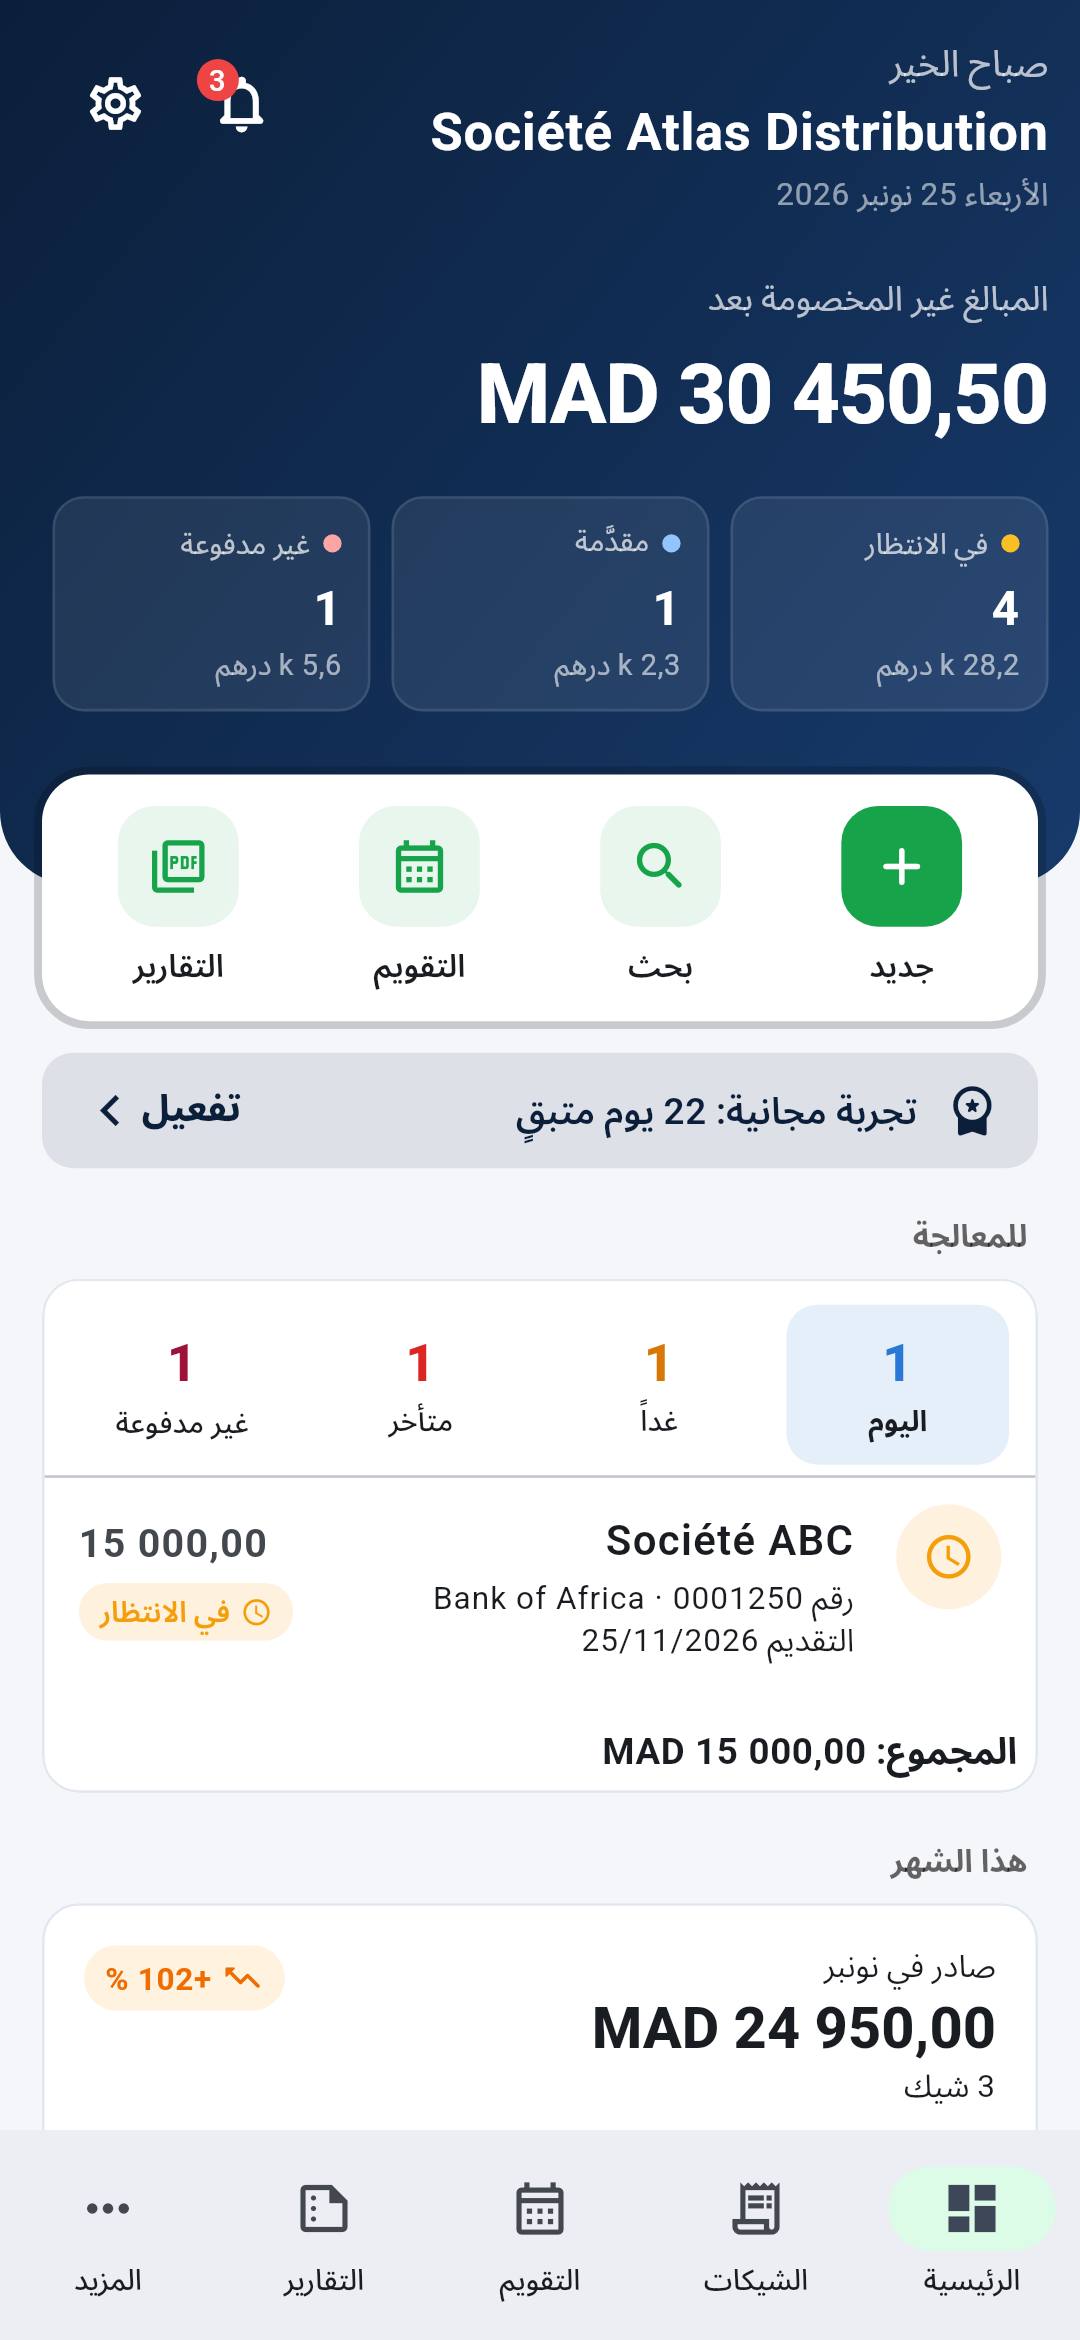 صباح الخير
Société Atlas Distribution
الأربعاء 25 نونبر 2026
3
المبالغ غير المخصومة بعد
MAD 30 450,50
في الانتظار
4
28,2 k درهم
مقدَّمة
1
2,3 k درهم
غير مدفوعة
1
5,6 k درهم
جديد
بحث
التقويم
PDF
التقارير
تجربة مجانية: 22 يوم متبقٍ
تفعيل
للمعالجة
1
اليوم
1
غداً
1
متأخر
1
غير مدفوعة
Société ABC
رقم 0001250 · Bank of Africa
التقديم 25/11/2026
15 000,00
في الانتظار
المجموع: MAD 15 000,00
هذا الشهر
صادر في نونبر
MAD 24 950,00
3 شيك
+102 %
الرئيسية
الشيكات
التقويم
التقارير
المزيد